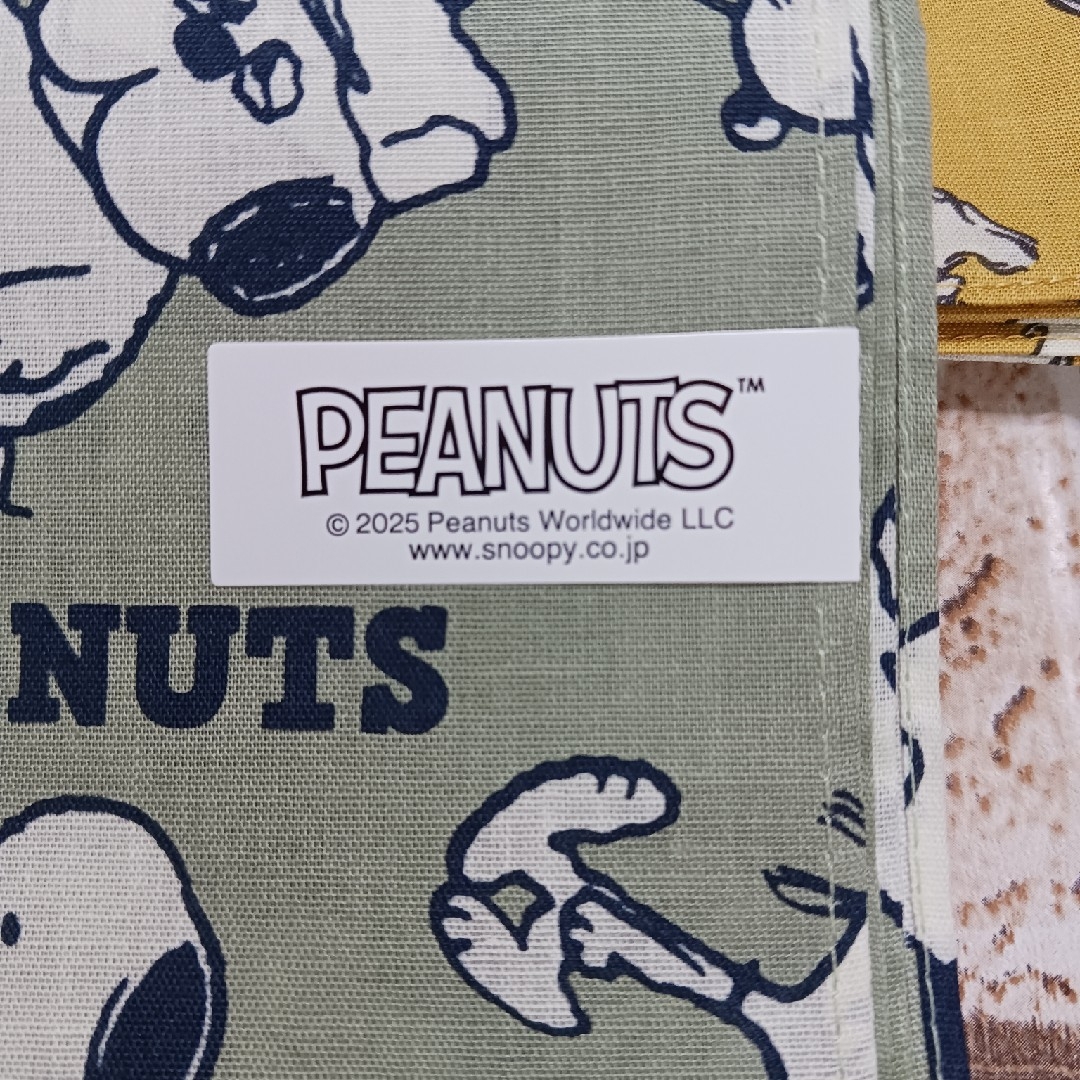 PEANUTS™
© 2025 Peanuts Worldwide LLC
www.snoopy.co.jp
NUTS